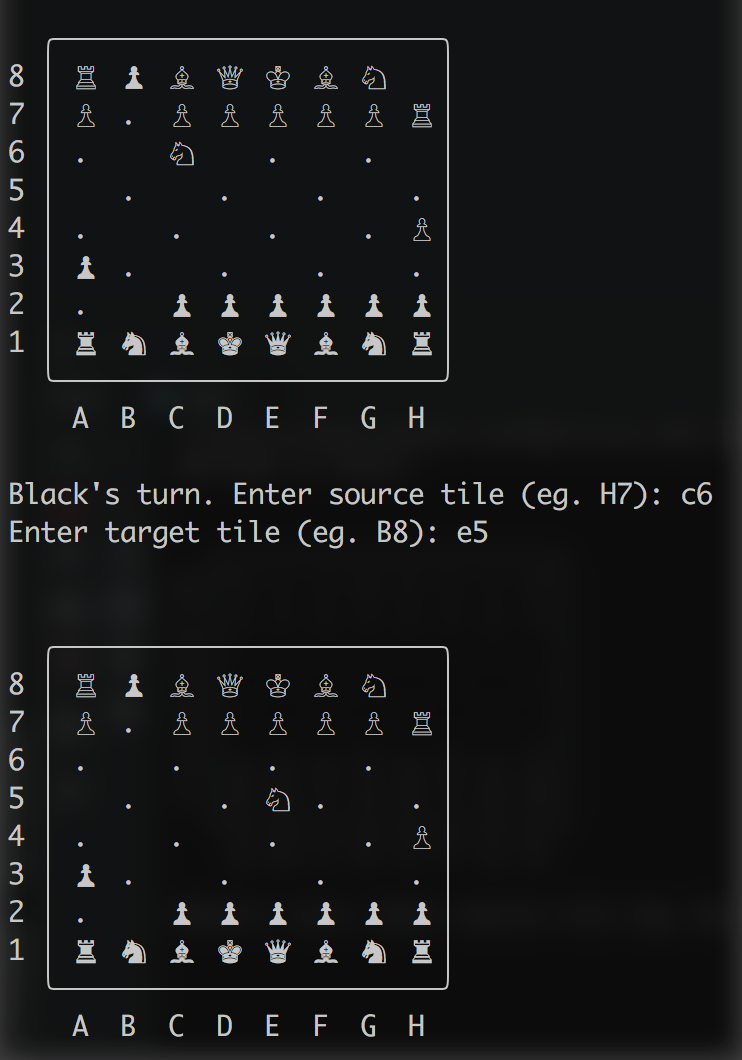 8 ♖ ♟ ♗ ♕ ♔ ♗ ♘
7 ♙ . ♙ ♙ ♙ ♙ ♙ ♖
6 . ♘ . .
5 . . . .
4 . . . . ♙
3 ♟ . . . .
2 . ♟ ♟ ♟ ♟ ♟ ♟
1 ♜ ♞ ♝ ♚ ♛ ♝ ♞ ♜
A B C D E F G H
Black's turn. Enter source tile (eg. H7): c6
Enter target tile (eg. B8): e5
8 ♖ ♟ ♗ ♕ ♔ ♗ ♘
7 ♙ . ♙ ♙ ♙ ♙ ♙ ♖
6 . . . .
5 . . ♘ . .
4 . . . . ♙
3 ♟ . . . .
2 . ♟ ♟ ♟ ♟ ♟ ♟
1 ♜ ♞ ♝ ♚ ♛ ♝ ♞ ♜
A B C D E F G H